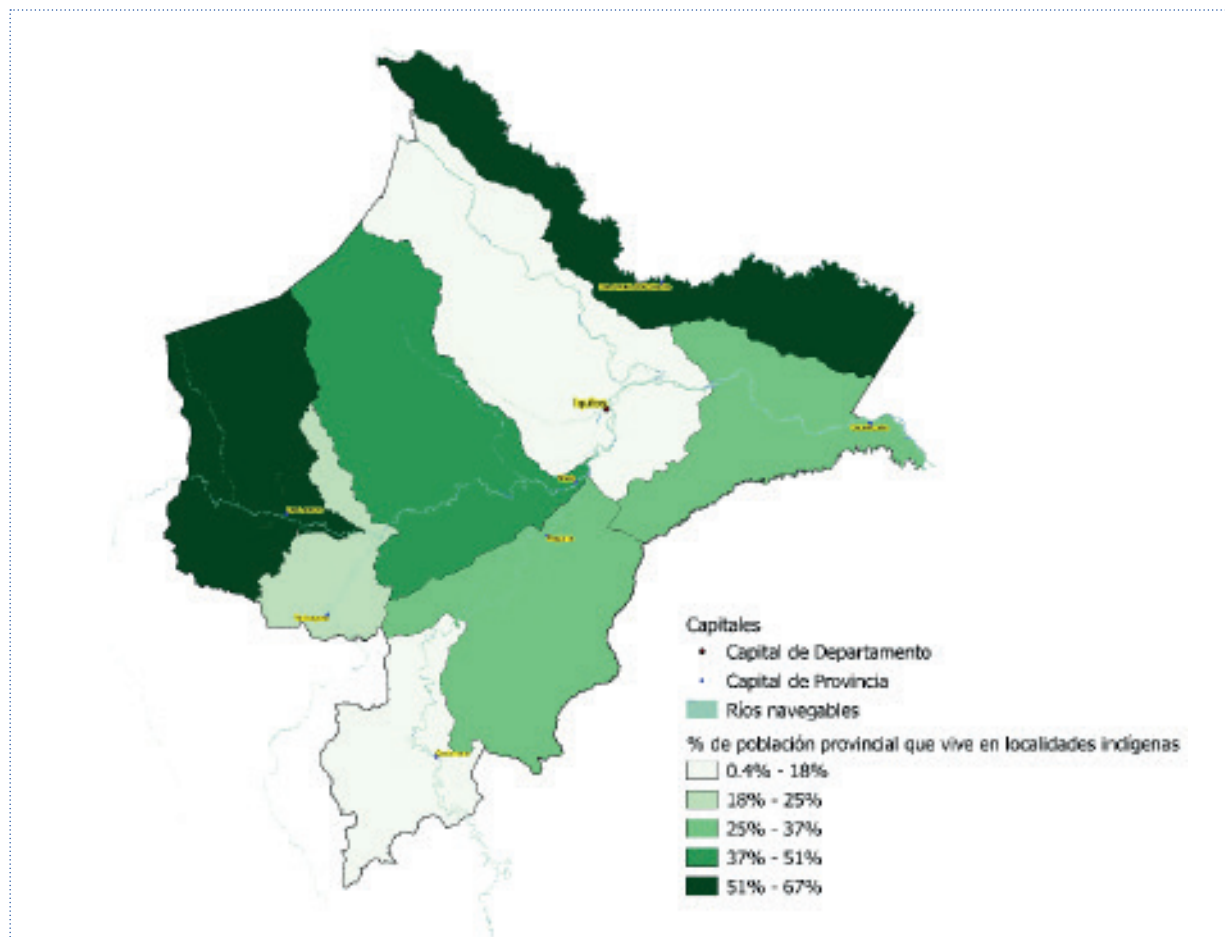 Iquitos
Capitales
Capital de Departamento
Capital de Provincia
Ríos navegables
% de población provincial que vive en localidades indígenas
0.4% - 18%
18% - 25%
25% - 37%
37% - 51%
51% - 67%